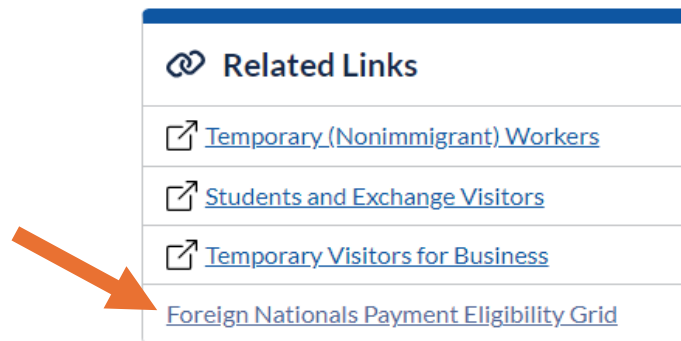 Related Links
Temporary (Nonimmigrant) Workers
Students and Exchange Visitors
Temporary Visitors for Business
Foreign Nationals Payment Eligibility Grid